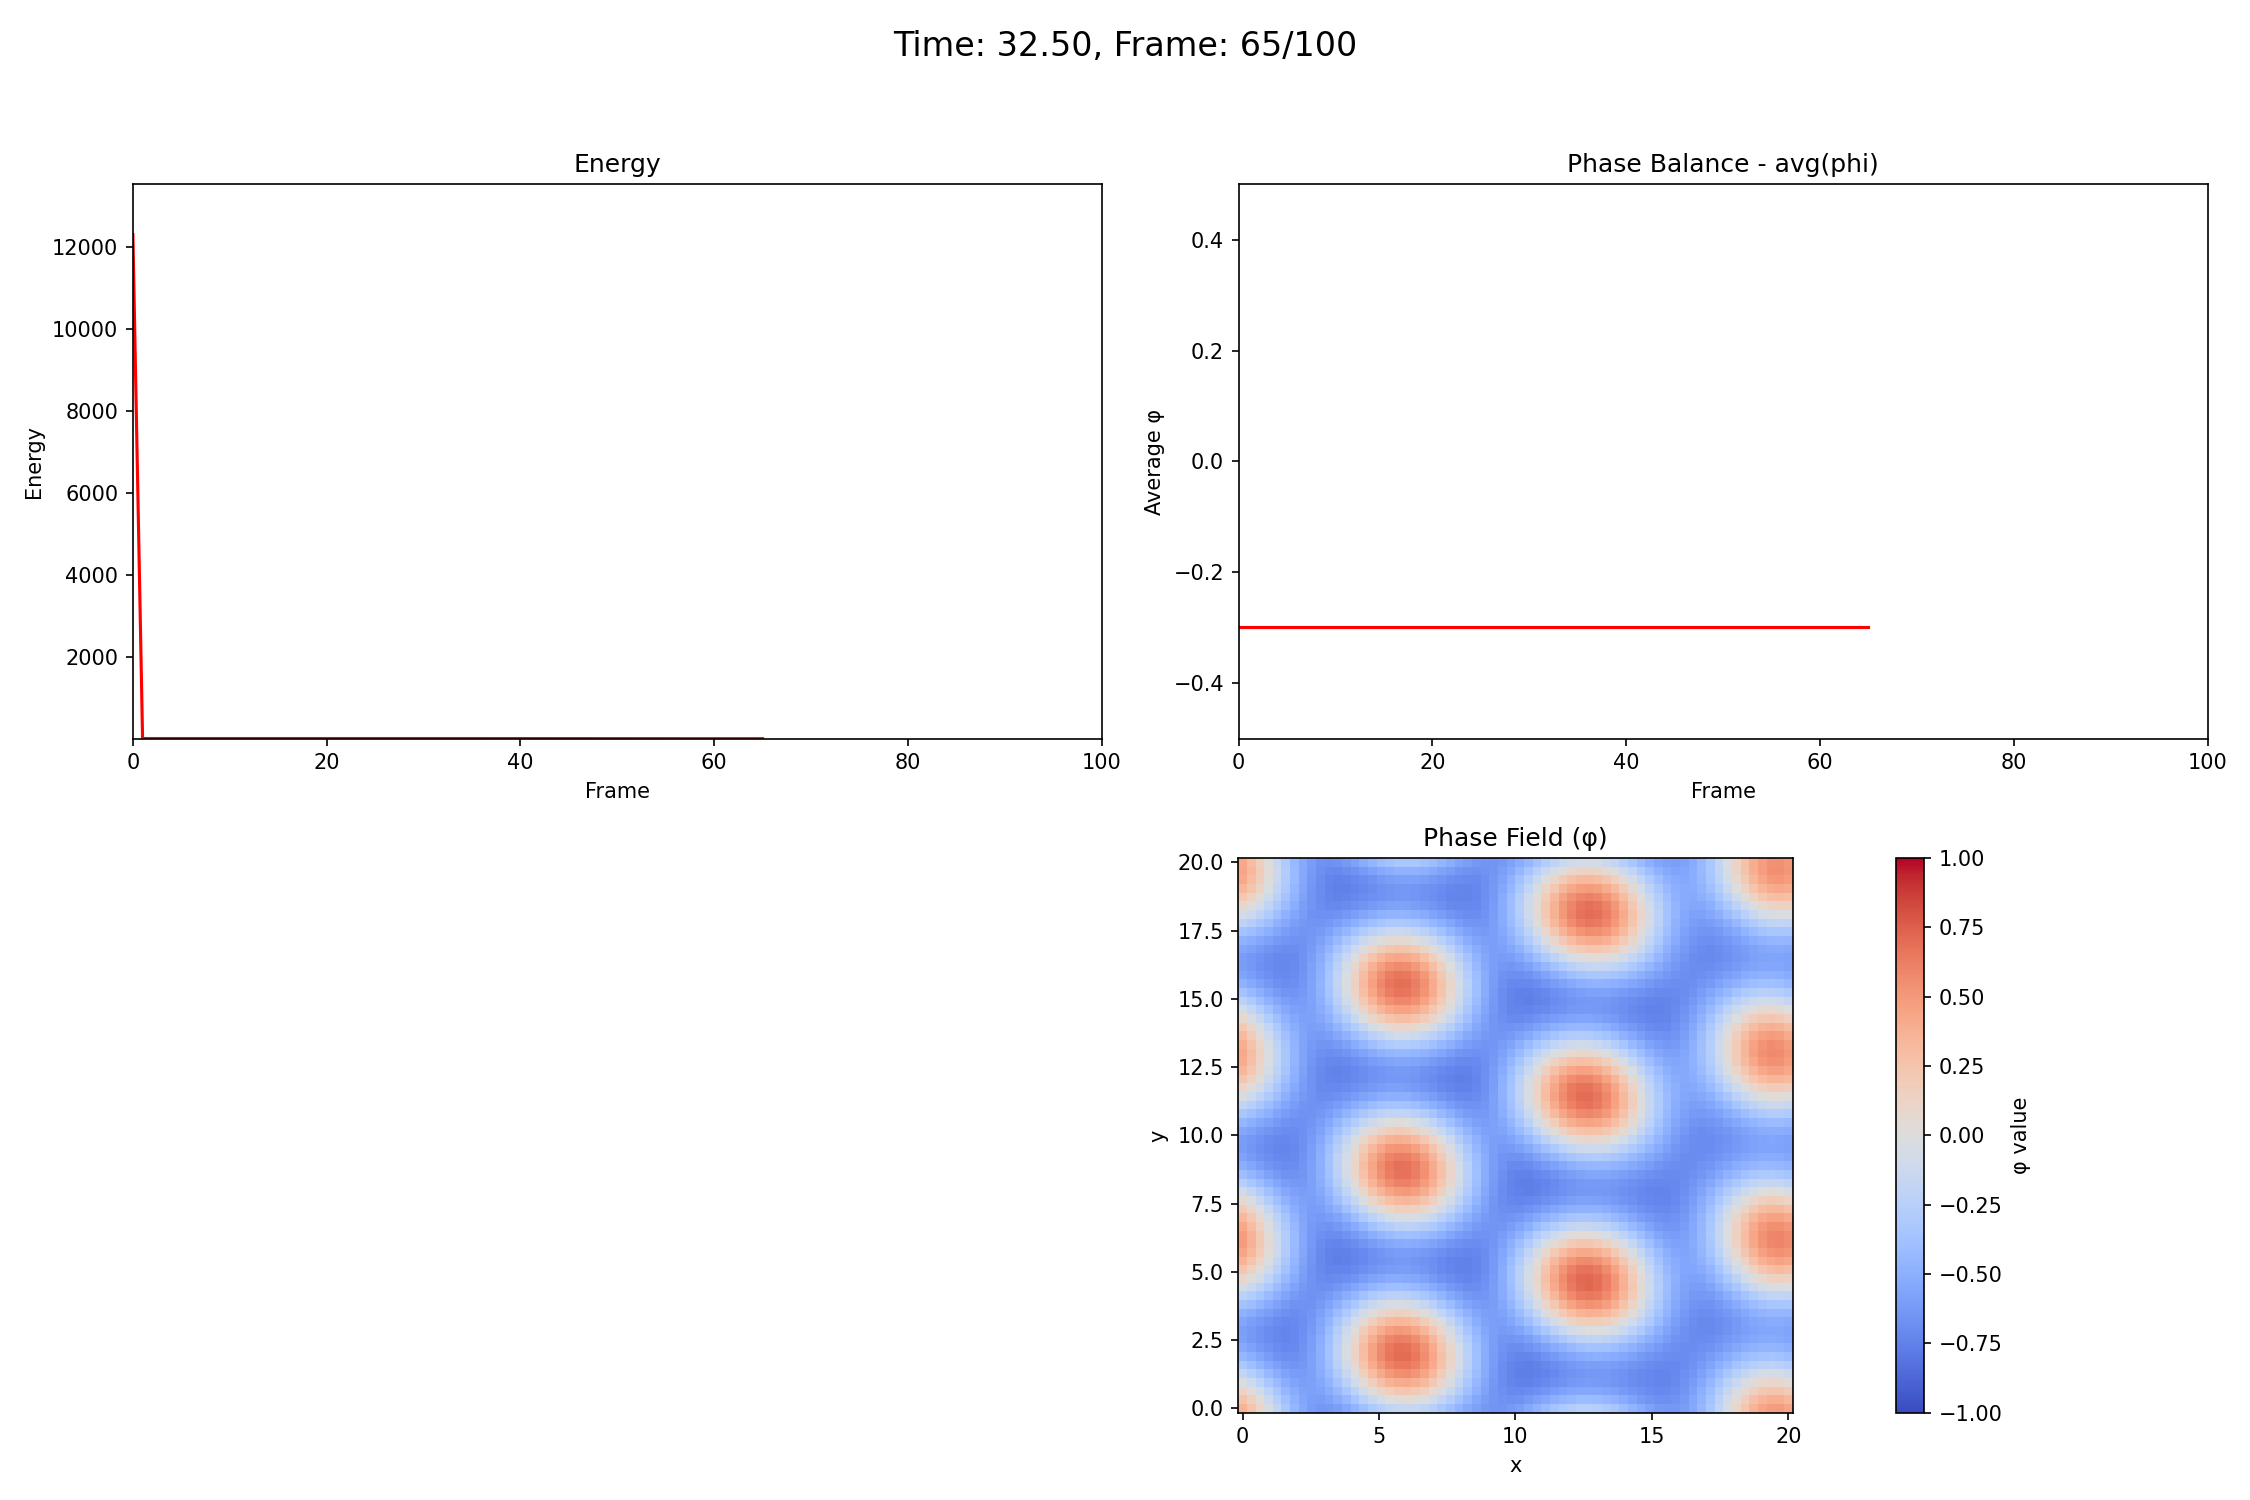 Time: 32.50, Frame: 65/100
Energy
12000
10000
8000
6000
4000
2000
Energy
0 20 40 60 80 100
Frame
Phase Balance - avg(phi)
0.4
0.2
0.0
−0.2
−0.4
Average φ
0 20 40 60 80 100
Frame
Phase Field (φ)
20.0
17.5
15.0
12.5
10.0
7.5
5.0
2.5
0.0
y
0 5 10 15 20
x
1.00
0.75
0.50
0.25
0.00
−0.25
−0.50
−0.75
−1.00
φ value